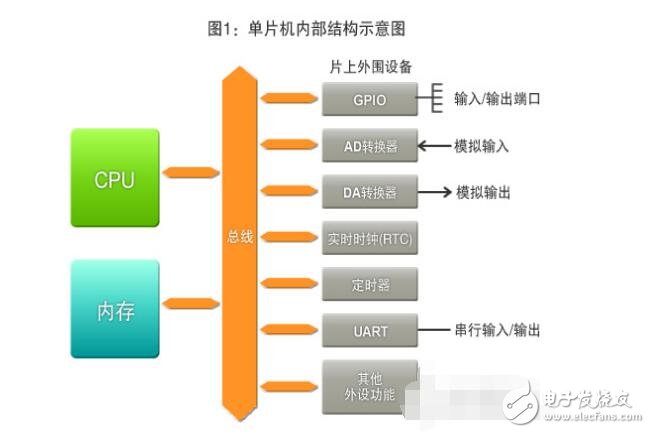 图1：单片机内部结构示意图
片上外围设备
GPIO
输入/输出端口
AD转换器
模拟输入
DA转换器
模拟输出
CPU
总线
实时时钟(RTC)
内存
定时器
UART
串行输入/输出
其他
外设功能
电子发烧友
www.elecfans.com